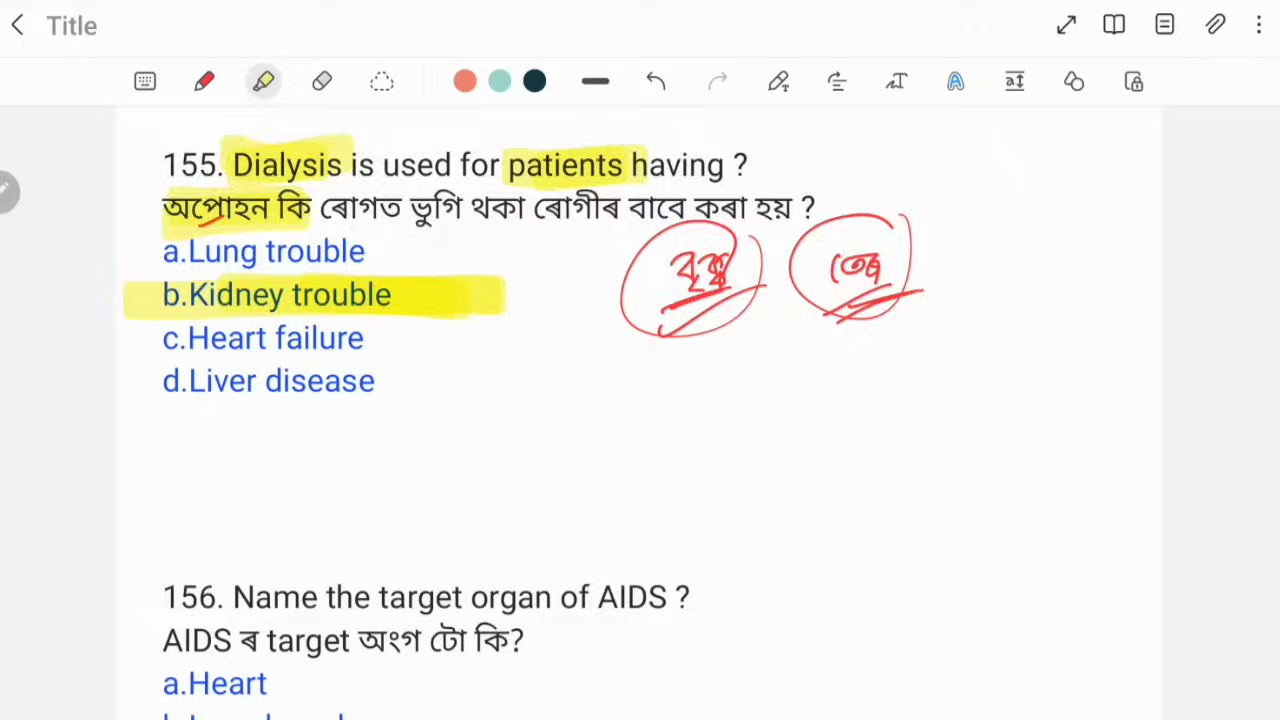 Title
155. Dialysis is used for patients having ?
অপোহন কি ৰোগত ভুগি থকা ৰোগীৰ বাবে কৰা হয় ?
a.Lung trouble
বৃক্ক
b.Kidney trouble
c.Heart failure
d.Liver disease
156. Name the target organ of AIDS ?
AIDS ৰ target অংগ টো কি?
a.Heart